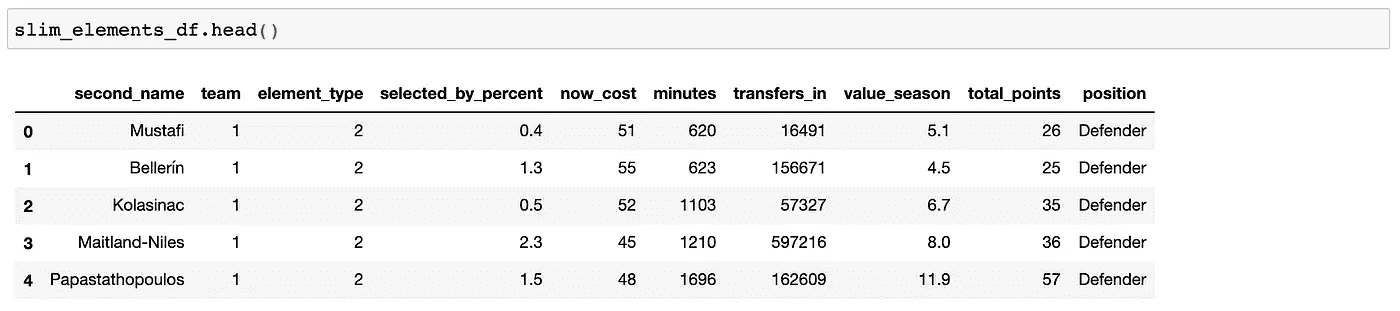 slim_elements_df.head()
second_name team element_type selected_by_percent now_cost minutes transfers_in value_season total_points position
0 Mustafi 1 2 0.4 51 620 16491 5.1 26 Defender
1 Bellerín 1 2 1.3 55 623 156671 4.5 25 Defender
2 Kolasinac 1 2 0.5 52 1103 57327 6.7 35 Defender
3 Maitland-Niles 1 2 2.3 45 1210 597216 8.0 36 Defender
4 Papastathopoulos 1 2 1.5 48 1696 162609 11.9 57 Defender